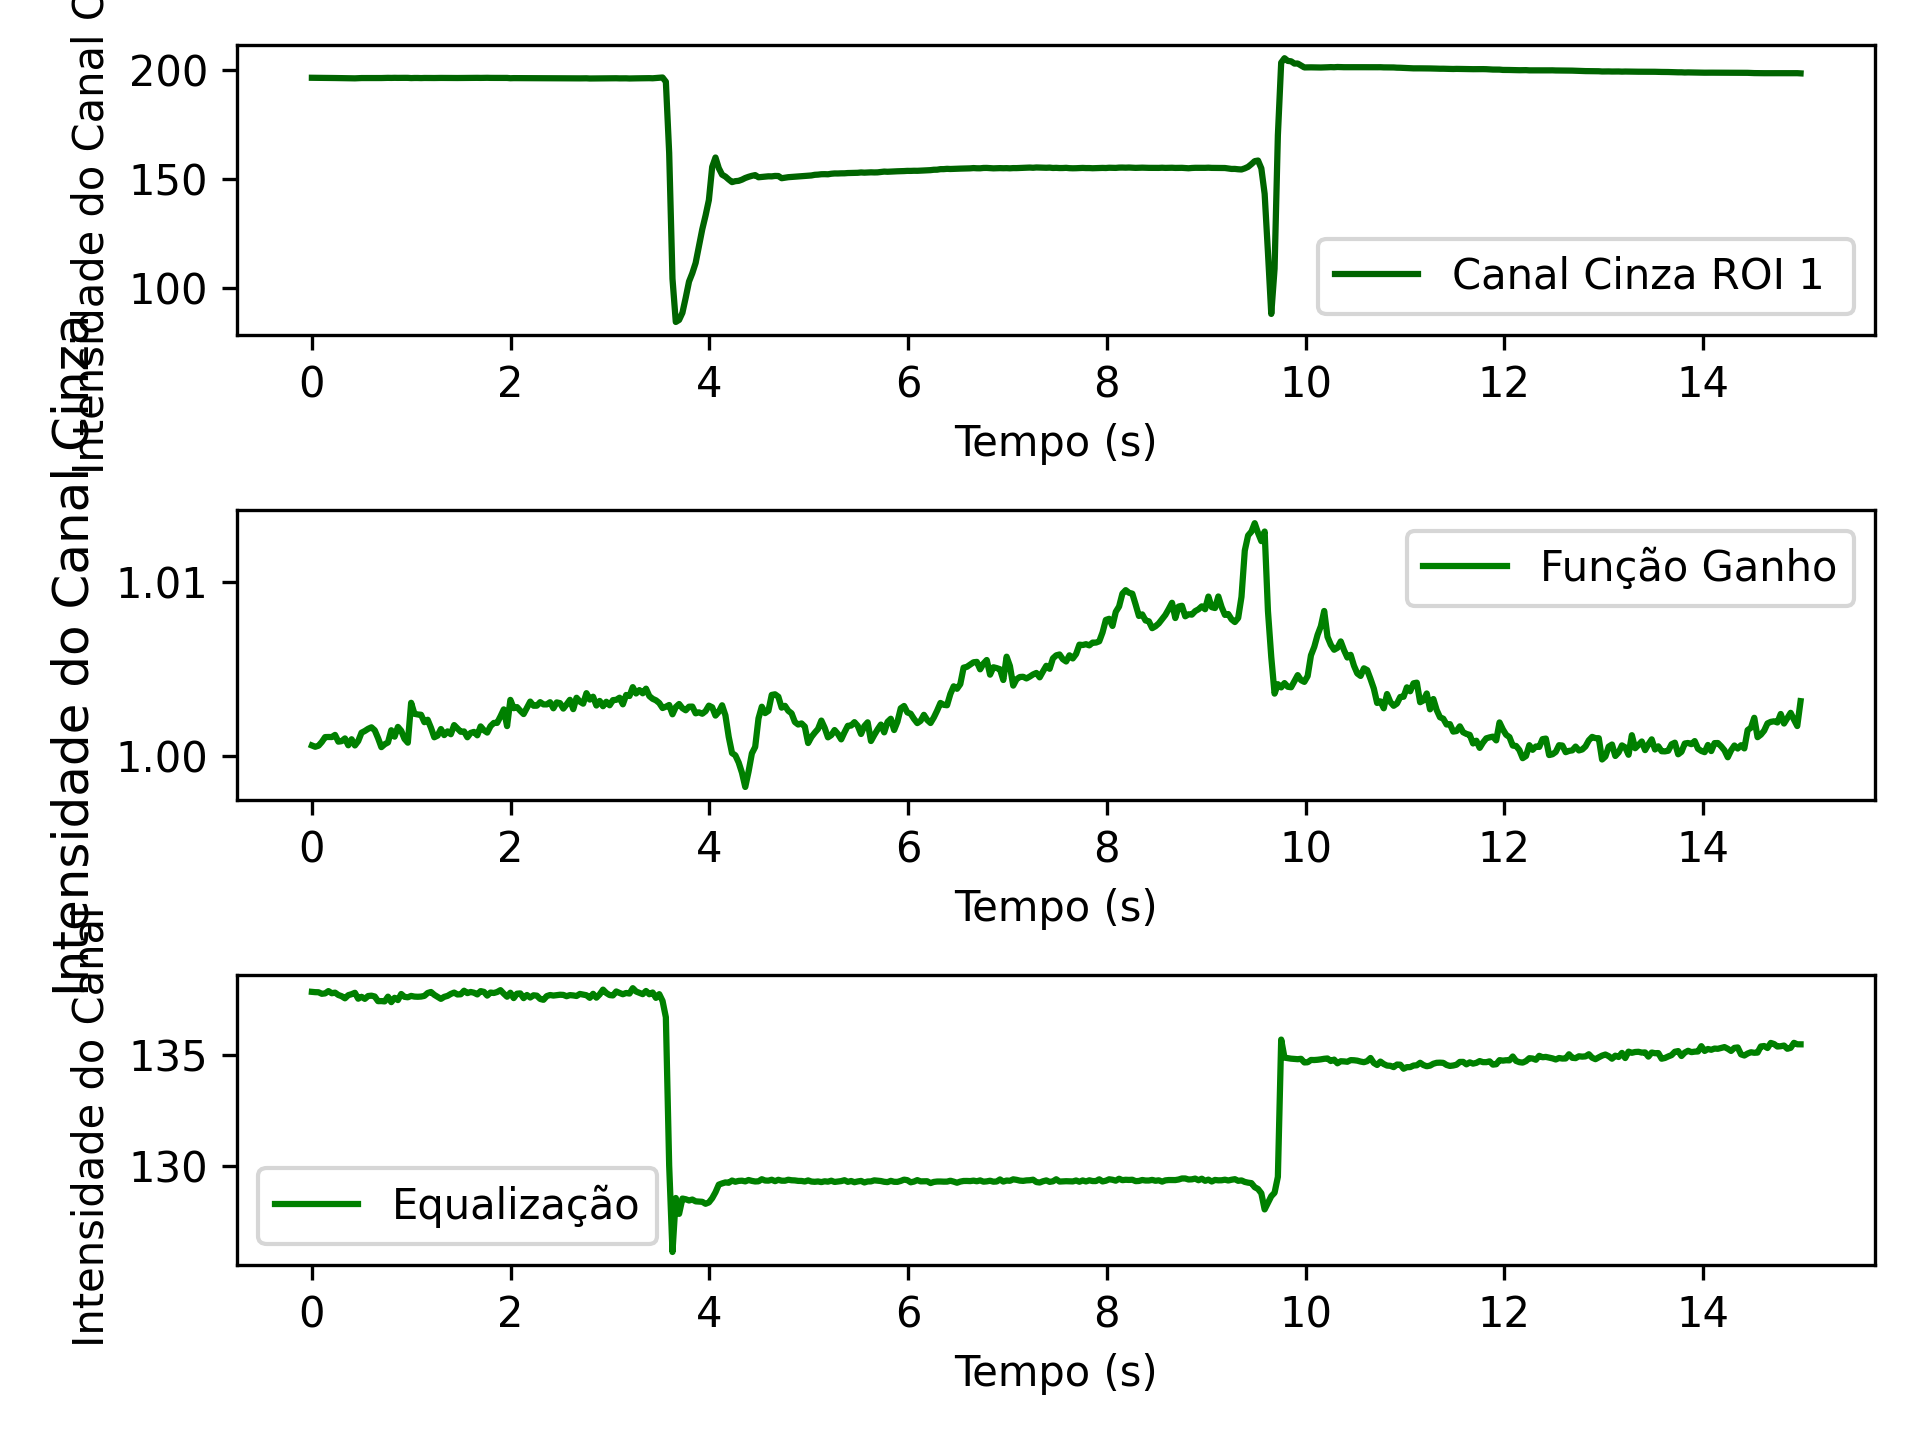 Intensidade do Canal Cinza
Intensidade do Canal C
200
150
100
Canal Cinza ROI 1
0 2 4 6 8 10 12 14
Tempo (s)
1.01
1.00
Função Ganho
0 2 4 6 8 10 12 14
Tempo (s)
Intensidade do Canal
135
130
Equalização
0 2 4 6 8 10 12 14
Tempo (s)